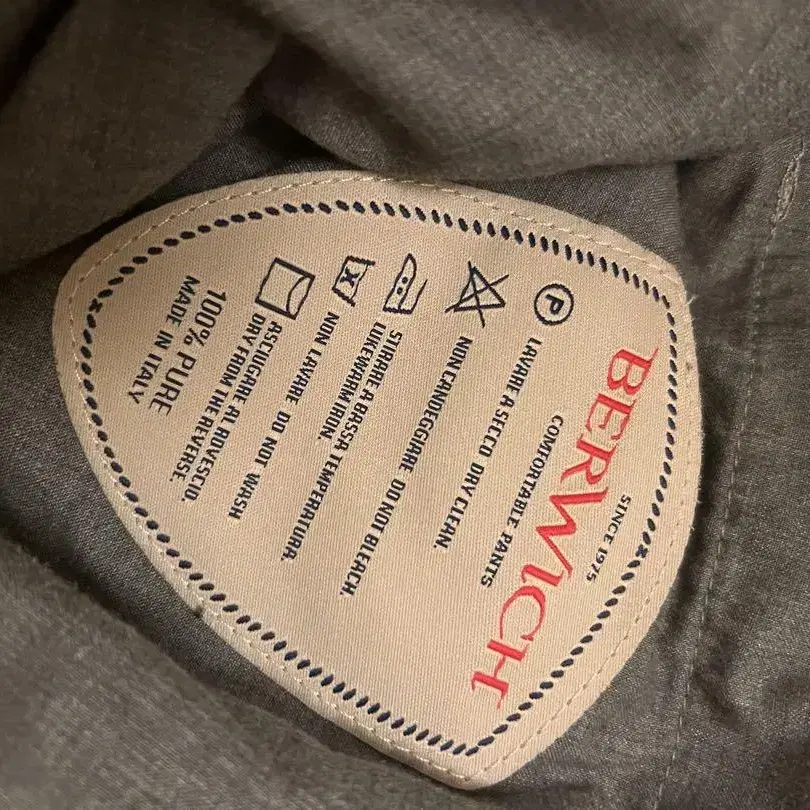 SINCE 1975
BERWICH
COMFORTABLE PANTS
P
LAVARE A SECCO DRY CLEAN.
NON CANDEGGIARE DO NOT BLEACH.
STIRARE A BASSA TEMPERATURA.
LUKEWARM IRON.
NON LAVARE DO NOT WASH
ASCIUGARE AL ROVESCIO.
DRY FROM THE REVERSE.
100% PURE
MADE IN ITALY